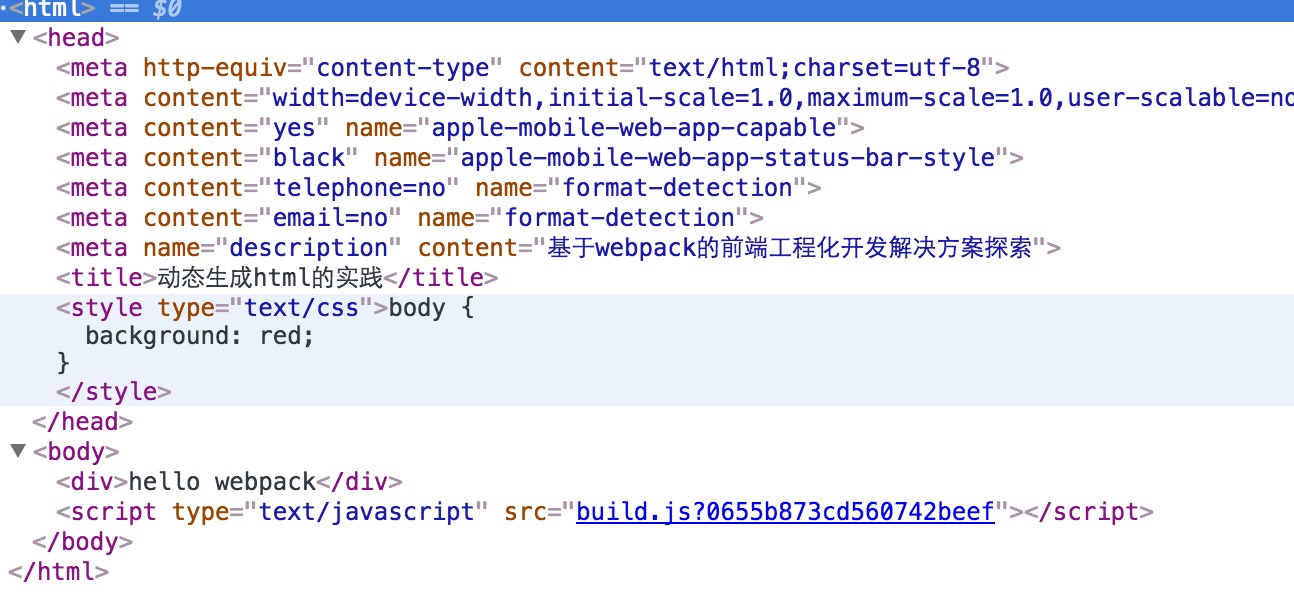 <html> == $0
<head>
<meta http-equiv="content-type" content="text/html;charset=utf-8">
<meta content="width=device-width,initial-scale=1.0,maximum-scale=1.0,user-scalable=no
<meta content="yes" name="apple-mobile-web-app-capable">
<meta content="black" name="apple-mobile-web-app-status-bar-style">
<meta content="telephone=no" name="format-detection">
<meta content="email=no" name="format-detection">
<meta name="description" content="基于webpack的前端工程化开发解决方案探索">
<title>动态生成html的实践</title>
<style type="text/css">body {
background: red;
}
</style>
</head>
<body>
<div>hello webpack</div>
<script type="text/javascript" src="build.js?0655b873cd560742beef"></script>
</body>
</html>